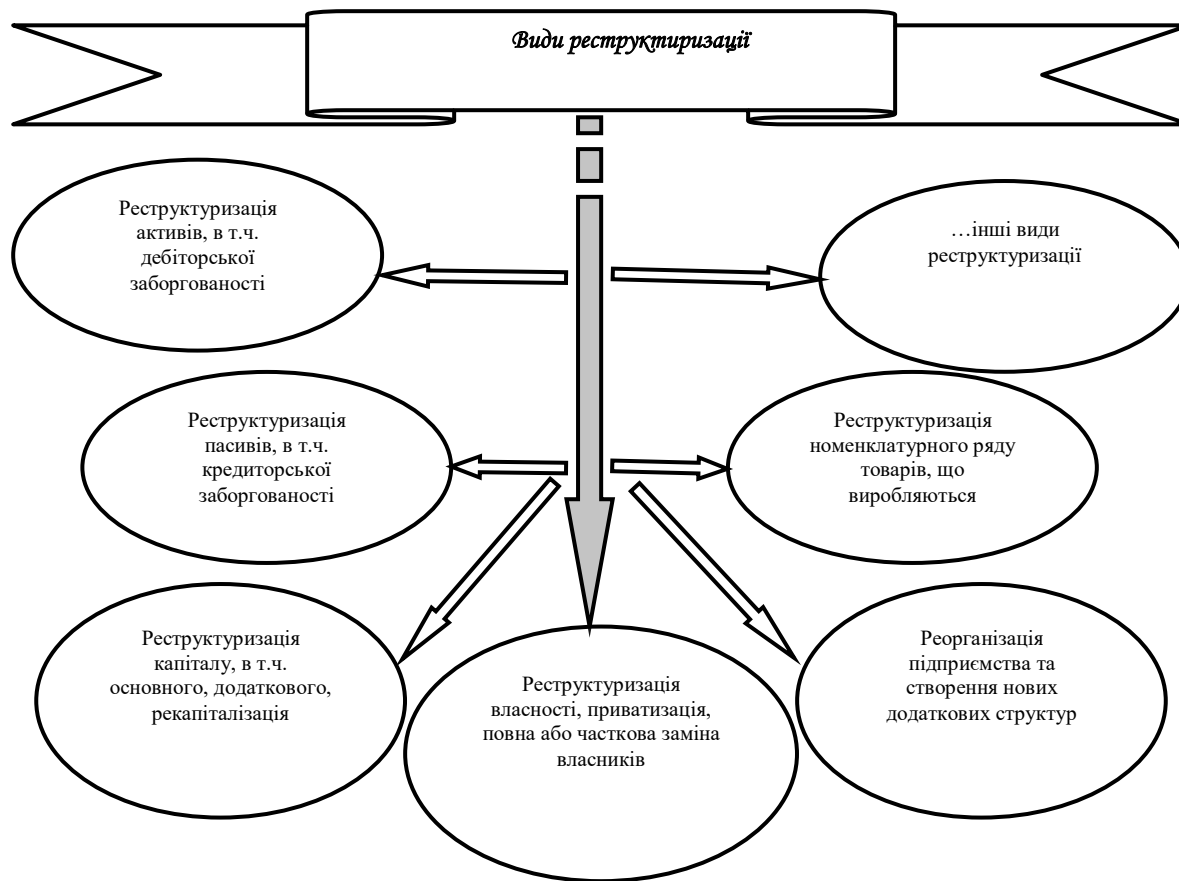 Види реструктиризації
Реструктуризація
активів, в т.ч.
дебіторської
заборгованості
…інші види
реструктуризації
Реструктуризація
пасивів, в т.ч.
кредиторської
заборгованості
Реструктуризація
номенклатурного ряду
товарів, що
виробляються
Реструктуризація
капіталу, в т.ч.
основного, додаткового,
рекапіталізація
Реструктуризація
власності, приватизація,
повна або часткова заміна
власників
Реорганізація
підприємства та
створення нових
додаткових структур